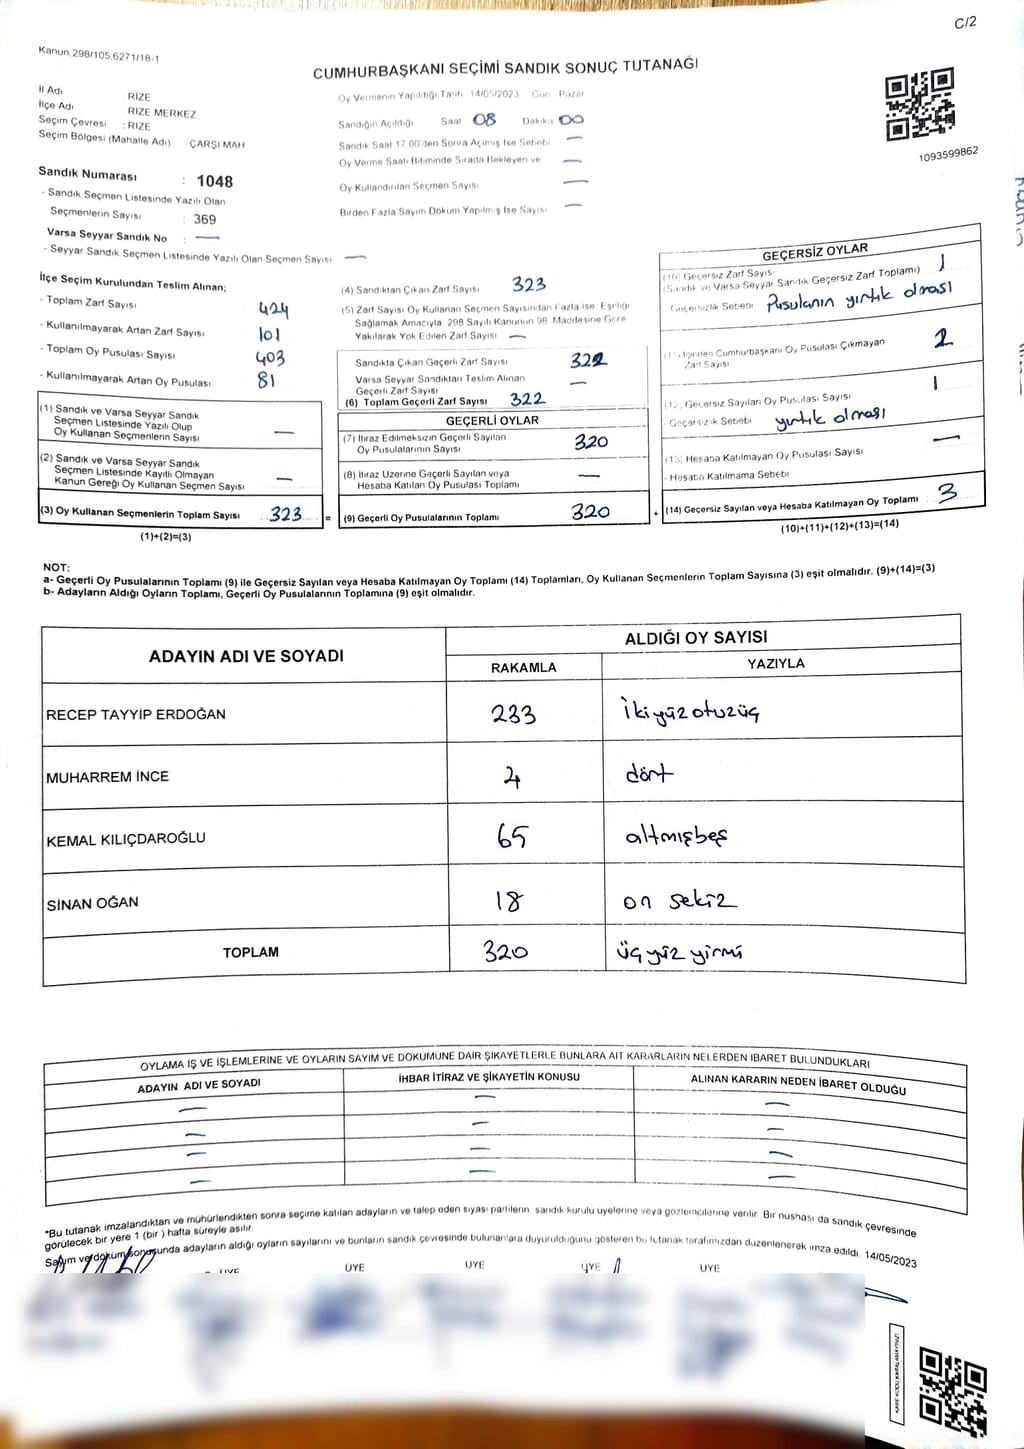 C/2
Kanun.298/105,6271/18-1
CUMHURBAŞKANI SEÇİMİ SANDIK SONUÇ TUTANAĞI
İl Adı RİZE
İlçe Adı RİZE MERKEZ
Seçim Çevresi : RİZE
Seçim Bölgesi (Mahalle Adı) ÇARŞI MAH
Sandık Numarası : 1048
- Sandık Seçmen Listesinde Yazılı Olan
Seçmenlerin Sayısı : 369
Varsa Seyyar Sandık No : —
- Seyyar Sandık Seçmen Listesinde Yazılı Olan Seçmen Sayısı —
Oy Vermenin Yapıldığı Tarih 14/05/2023 Gün Pazar
Sandığın Açıldığı Saat 08 Dakika 00
Sandık Saat 17.00'den Sonra Açımış İse Sebebi —
Oy Verme Saati Bitiminde Sırada Bekleyen ve —
Oy Kullandırılan Seçmen Sayısı —
Birden Fazla Sayım Döküm Yapılmış İse Sayısı —
1093599862
İlçe Seçim Kurulundan Teslim Alınan;
- Toplam Zarf Sayısı 424
- Kullanılmayarak Artan Zarf Sayısı 101
- Toplam Oy Pusulası Sayısı 403
- Kullanılmayarak Artan Oy Pusulası 81
(1) Sandık ve Varsa Seyyar Sandık
Seçmen Listesinde Yazılı Olup
Oy Kullanan Seçmenlerin Sayısı —
(2) Sandık ve Varsa Seyyar Sandık
Seçmen Listesinde Kayıtlı Olmayan
Kanun Gereği Oy Kullanan Seçmen Sayısı —
(3) Oy Kullanan Seçmenlerin Toplam Sayısı 323 =
(1)+(2)=(3)
(4) Sandıktan Çıkan Zarf Sayısı 323
(5) Zarf Sayısı Oy Kullanan Seçmen Sayısından Fazla ise Eşitliği
Sağlamak Amacıyla 298 Sayılı Kanunun 98 Maddesine Göre
Yakılarak Yok Edilen Zarf Sayısı —
Sandıkta Çıkan Geçerli Zarf Sayısı 322
Varsa Seyyar Sandıktan Teslim Alınan
Geçerli Zarf Sayısı —
(6) Toplam Geçerli Zarf Sayısı 322
GEÇERLİ OYLAR
(7) İtiraz Edilmeksizin Geçerli Sayılan
Oy Pusulalarının Sayısı 320
(8) İtiraz Üzerine Geçerli Sayılan veya
Hesaba Katılan Oy Pusulası Toplamı —
(9) Geçerli Oy Pusulalarının Toplamı 320 +
GEÇERSİZ OYLAR
(10) Geçersiz Zarf Sayısı
(Sandık ve Varsa Seyyar Sandık Geçersiz Zarf Toplamı) 1
Geçersizlik Sebebi Pusulanın yırtık olması
(11) İçinden Cumhurbaşkanı Oy Pusulası Çıkmayan
Zarf Sayısı 2
(12) Geçersiz Sayılan Oy Pusulası Sayısı 1
- Geçersizlik Sebebi yırtık olması
(13) Hesaba Katılmayan Oy Pusulası Sayısı —
- Hesaba Katılmama Sebebi
(14) Geçersiz Sayılan veya Hesaba Katılmayan Oy Toplamı 3
(10)+(11)+(12)+(13)=(14)
NOT:
a- Geçerli Oy Pusulalarının Toplamı (9) ile Geçersiz Sayılan veya Hesaba Katılmayan Oy Toplamı (14) Toplamları, Oy Kullanan Seçmenlerin Toplam Sayısına (3) eşit olmalıdır. (9)+(14)=(3)
b- Adayların Aldığı Oyların Toplamı, Geçerli Oy Pusulalarının Toplamına (9) eşit olmalıdır.
ADAYIN ADI VE SOYADI ALDIĞI OY SAYISI
RAKAMLA YAZIYLA
RECEP TAYYİP ERDOĞAN 233 İkiyüzotuzüç
MUHARREM İNCE 4 dört
KEMAL KILIÇDAROĞLU 65 altmışbeş
SİNAN OĞAN 18 on sekiz
TOPLAM 320 üçyüz yirmi
OYLAMA İŞ VE İŞLEMLERİNE VE OYLARIN SAYIM VE DÖKÜMÜNE DAİR ŞİKAYETLERLE BUNLARA AİT KARARLARIN NELERDEN İBARET BULUNDUKLARI
ADAYIN ADI VE SOYADI İHBAR İTİRAZ VE ŞİKAYETİN KONUSU ALINAN KARARIN NEDEN İBARET OLDUĞU
— — —
— — —
— — —
— — —
*Bu tutanak imzalandıktan ve mühürlendikten sonra seçime katılan adayların ve talep eden siyasi partilerin sandık kurulu üyelerine veya gözlemcilerine verilir. Bir nushası da sandık çevresinde
görülecek bir yere 1 (bir) hafta süreyle asılır.
Sayım ve döküm sonucunda adayların aldığı oyların sayılarını ve bunların sandık çevresinde bulunanlara duyurulduğunu gösteren bu tutanak tarafımızdan düzenlenerek imza edildi. 14/05/2023
ÜYE ÜYE ÜYE ÜYE ÜYE